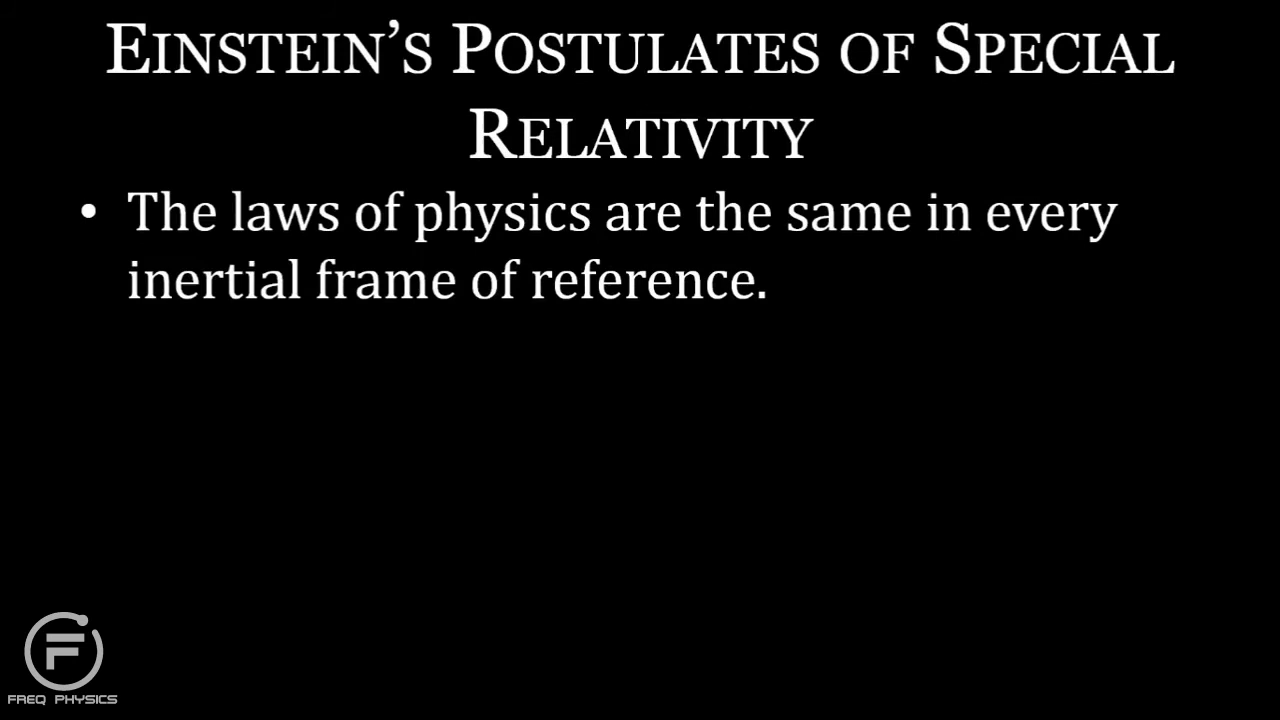 EINSTEIN’S POSTULATES OF SPECIAL
RELATIVITY
• The laws of physics are the same in every
inertial frame of reference.
F
FREQ PHYSICS